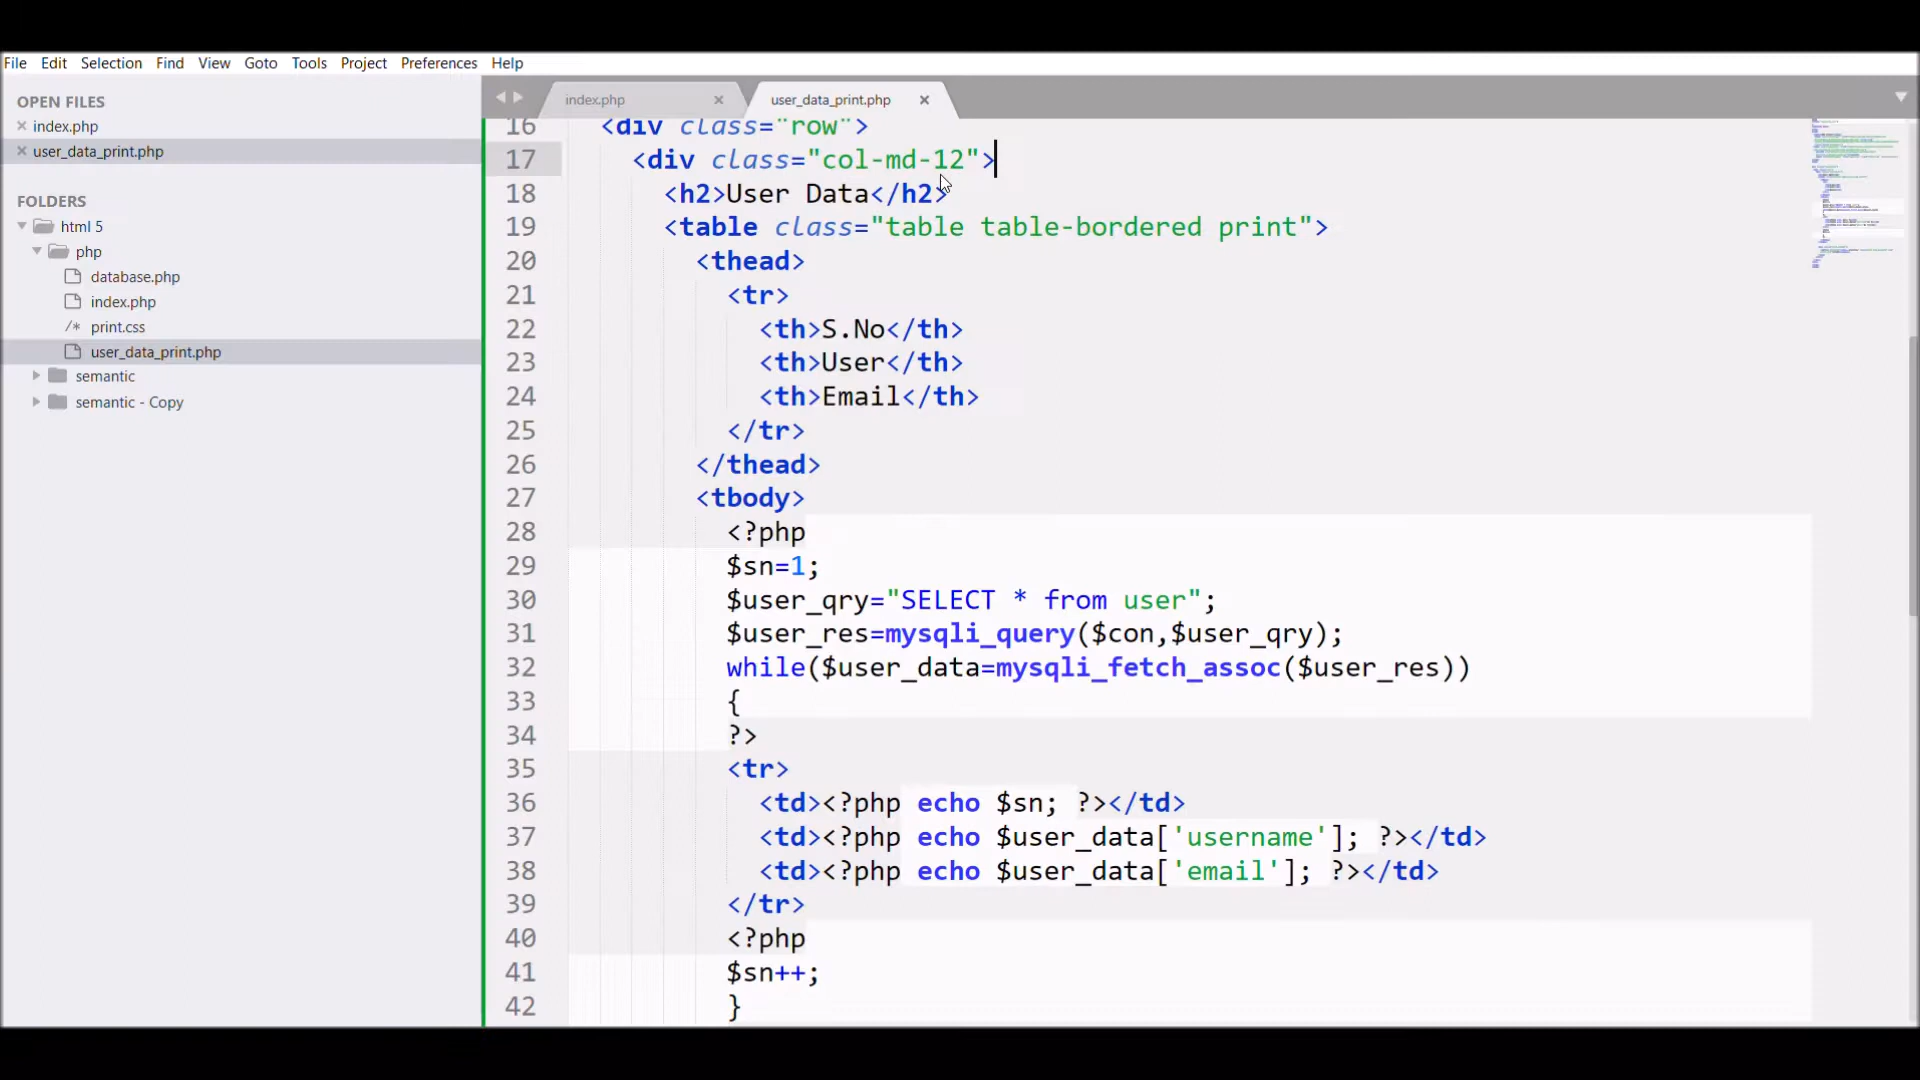 File Edit Selection Find View Goto Tools Project Preferences Help
OPEN FILES
index.php
user_data_print.php
FOLDERS
html 5
php
database.php
index.php
/* print.css
user_data_print.php
semantic
semantic - Copy
index.php
user_data_print.php
16 <div class="row">
17 <div class="col-md-12">
18 <h2>User Data</h2>
19 <table class="table table-bordered print">
20 <thead>
21 <tr>
22 <th>S.No</th>
23 <th>User</th>
24 <th>Email</th>
25 </tr>
26 </thead>
27 <tbody>
28 <?php
29 $sn=1;
30 $user_qry="SELECT * from user";
31 $user_res=mysqli_query($con,$user_qry);
32 while($user_data=mysqli_fetch_assoc($user_res))
33 {
34 ?>
35 <tr>
36 <td><?php echo $sn; ?></td>
37 <td><?php echo $user_data['username']; ?></td>
38 <td><?php echo $user_data['email']; ?></td>
39 </tr>
40 <?php
41 $sn++;
42 }